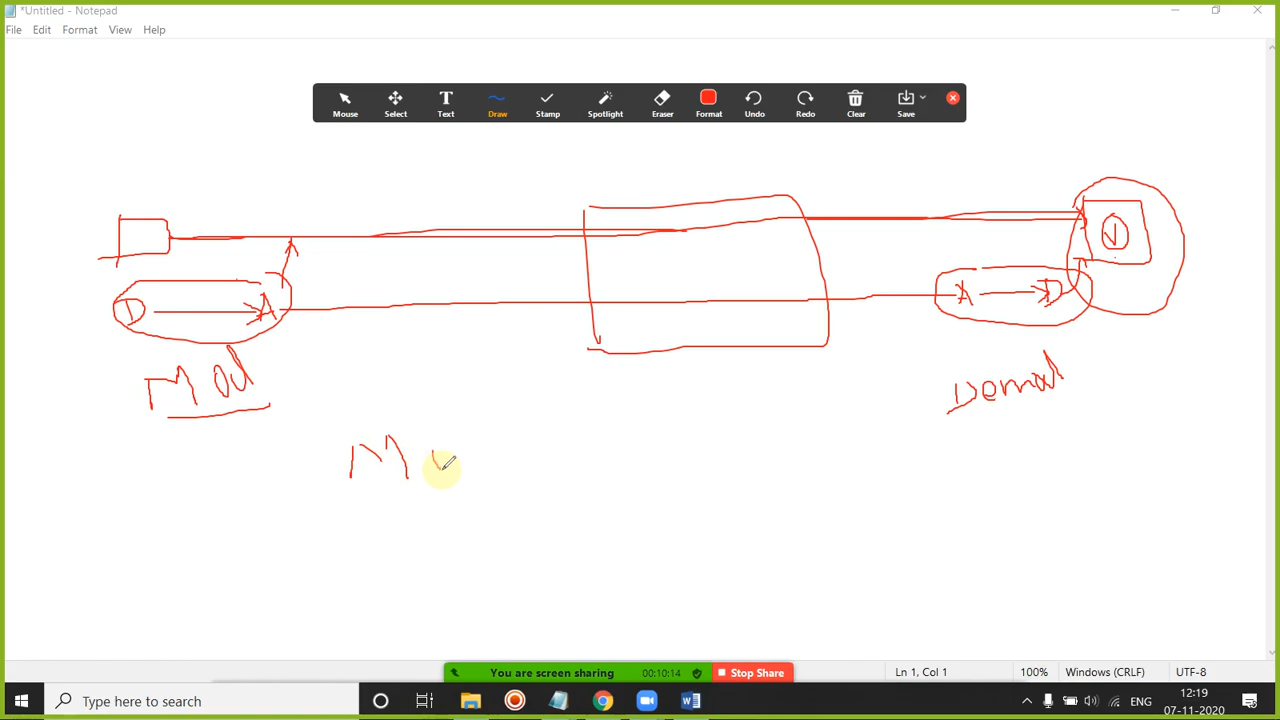 *Untitled - Notepad
File Edit Format View Help
Mouse Select Text Draw Stamp Spotlight Eraser Format Undo Redo Clear Save
D
D A
A D
Mod
Demod
M
You are screen sharing 00:10:14 Stop Share
Ln 1, Col 1 100% Windows (CRLF) UTF-8
Type here to search
ENG
12:19
07-11-2020